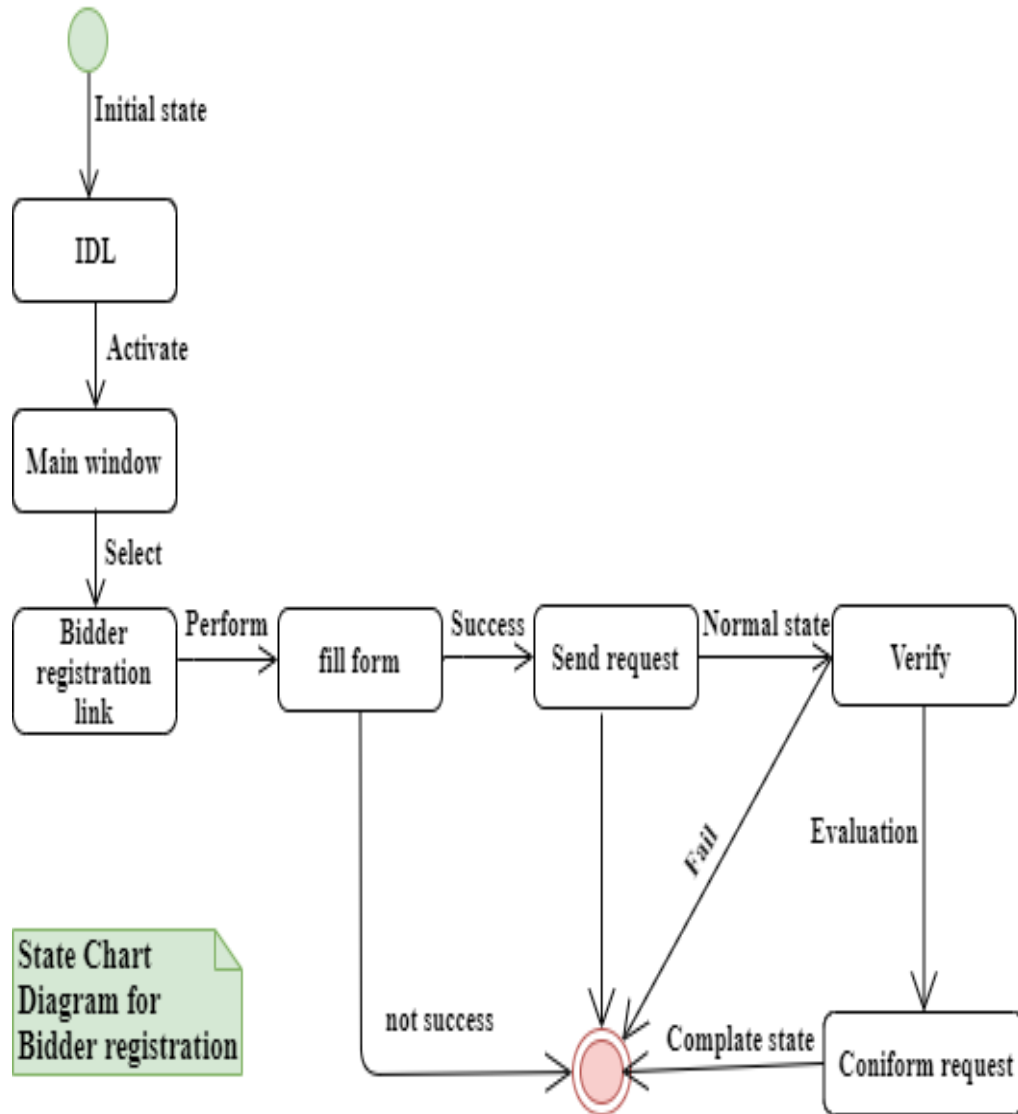 Initial state
IDL
Activate
Main window
Select
Bidder
registration
link
Perform
fill form
Success
Send request
Normal state
Verify
Fail
Evaluation
not success
Complate state
Coniform request
State Chart
Diagram for
Bidder registration